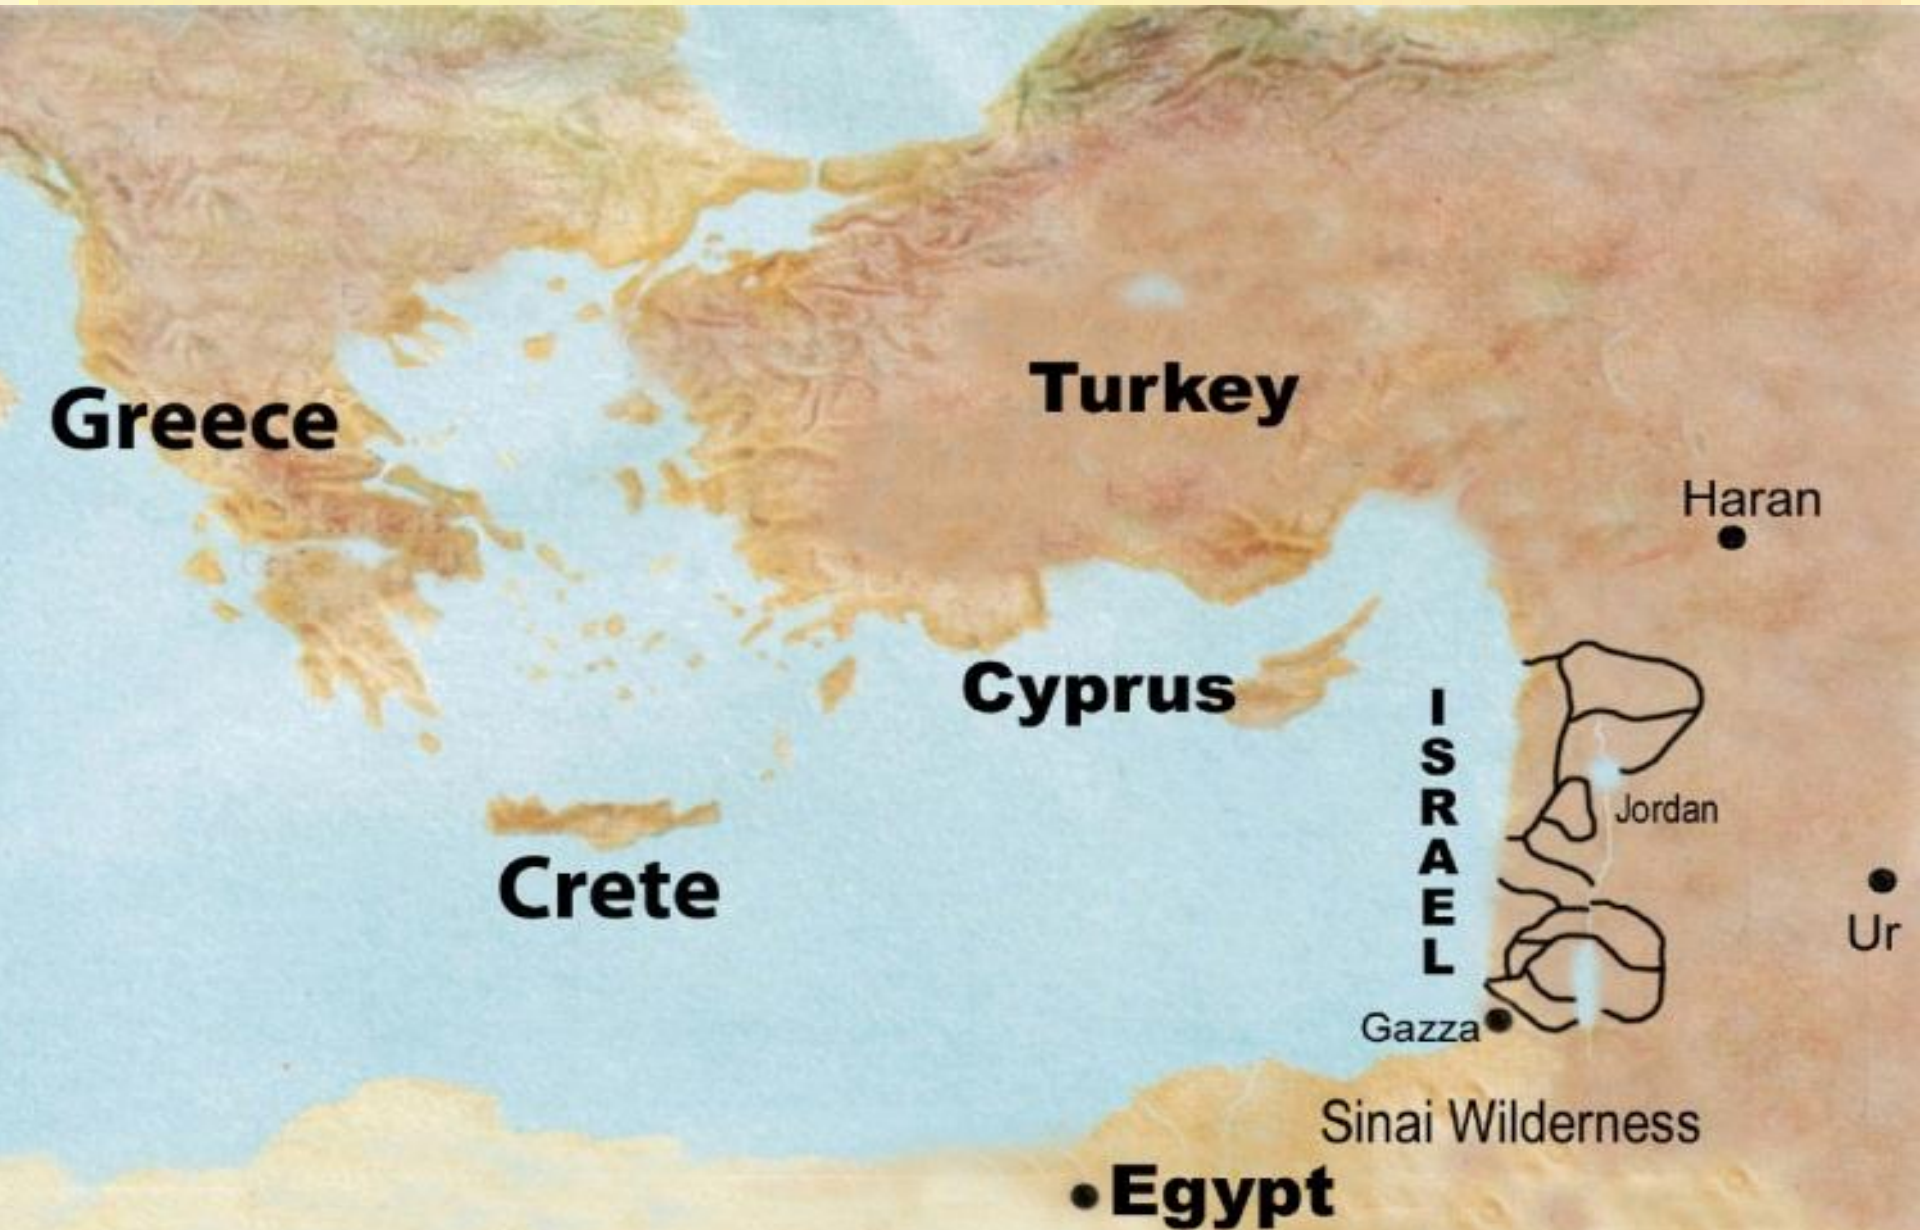 Greece
Turkey
Haran
Cyprus
ISRAEL
Jordan
Crete
Ur
Gazza
Sinai Wilderness
Egypt